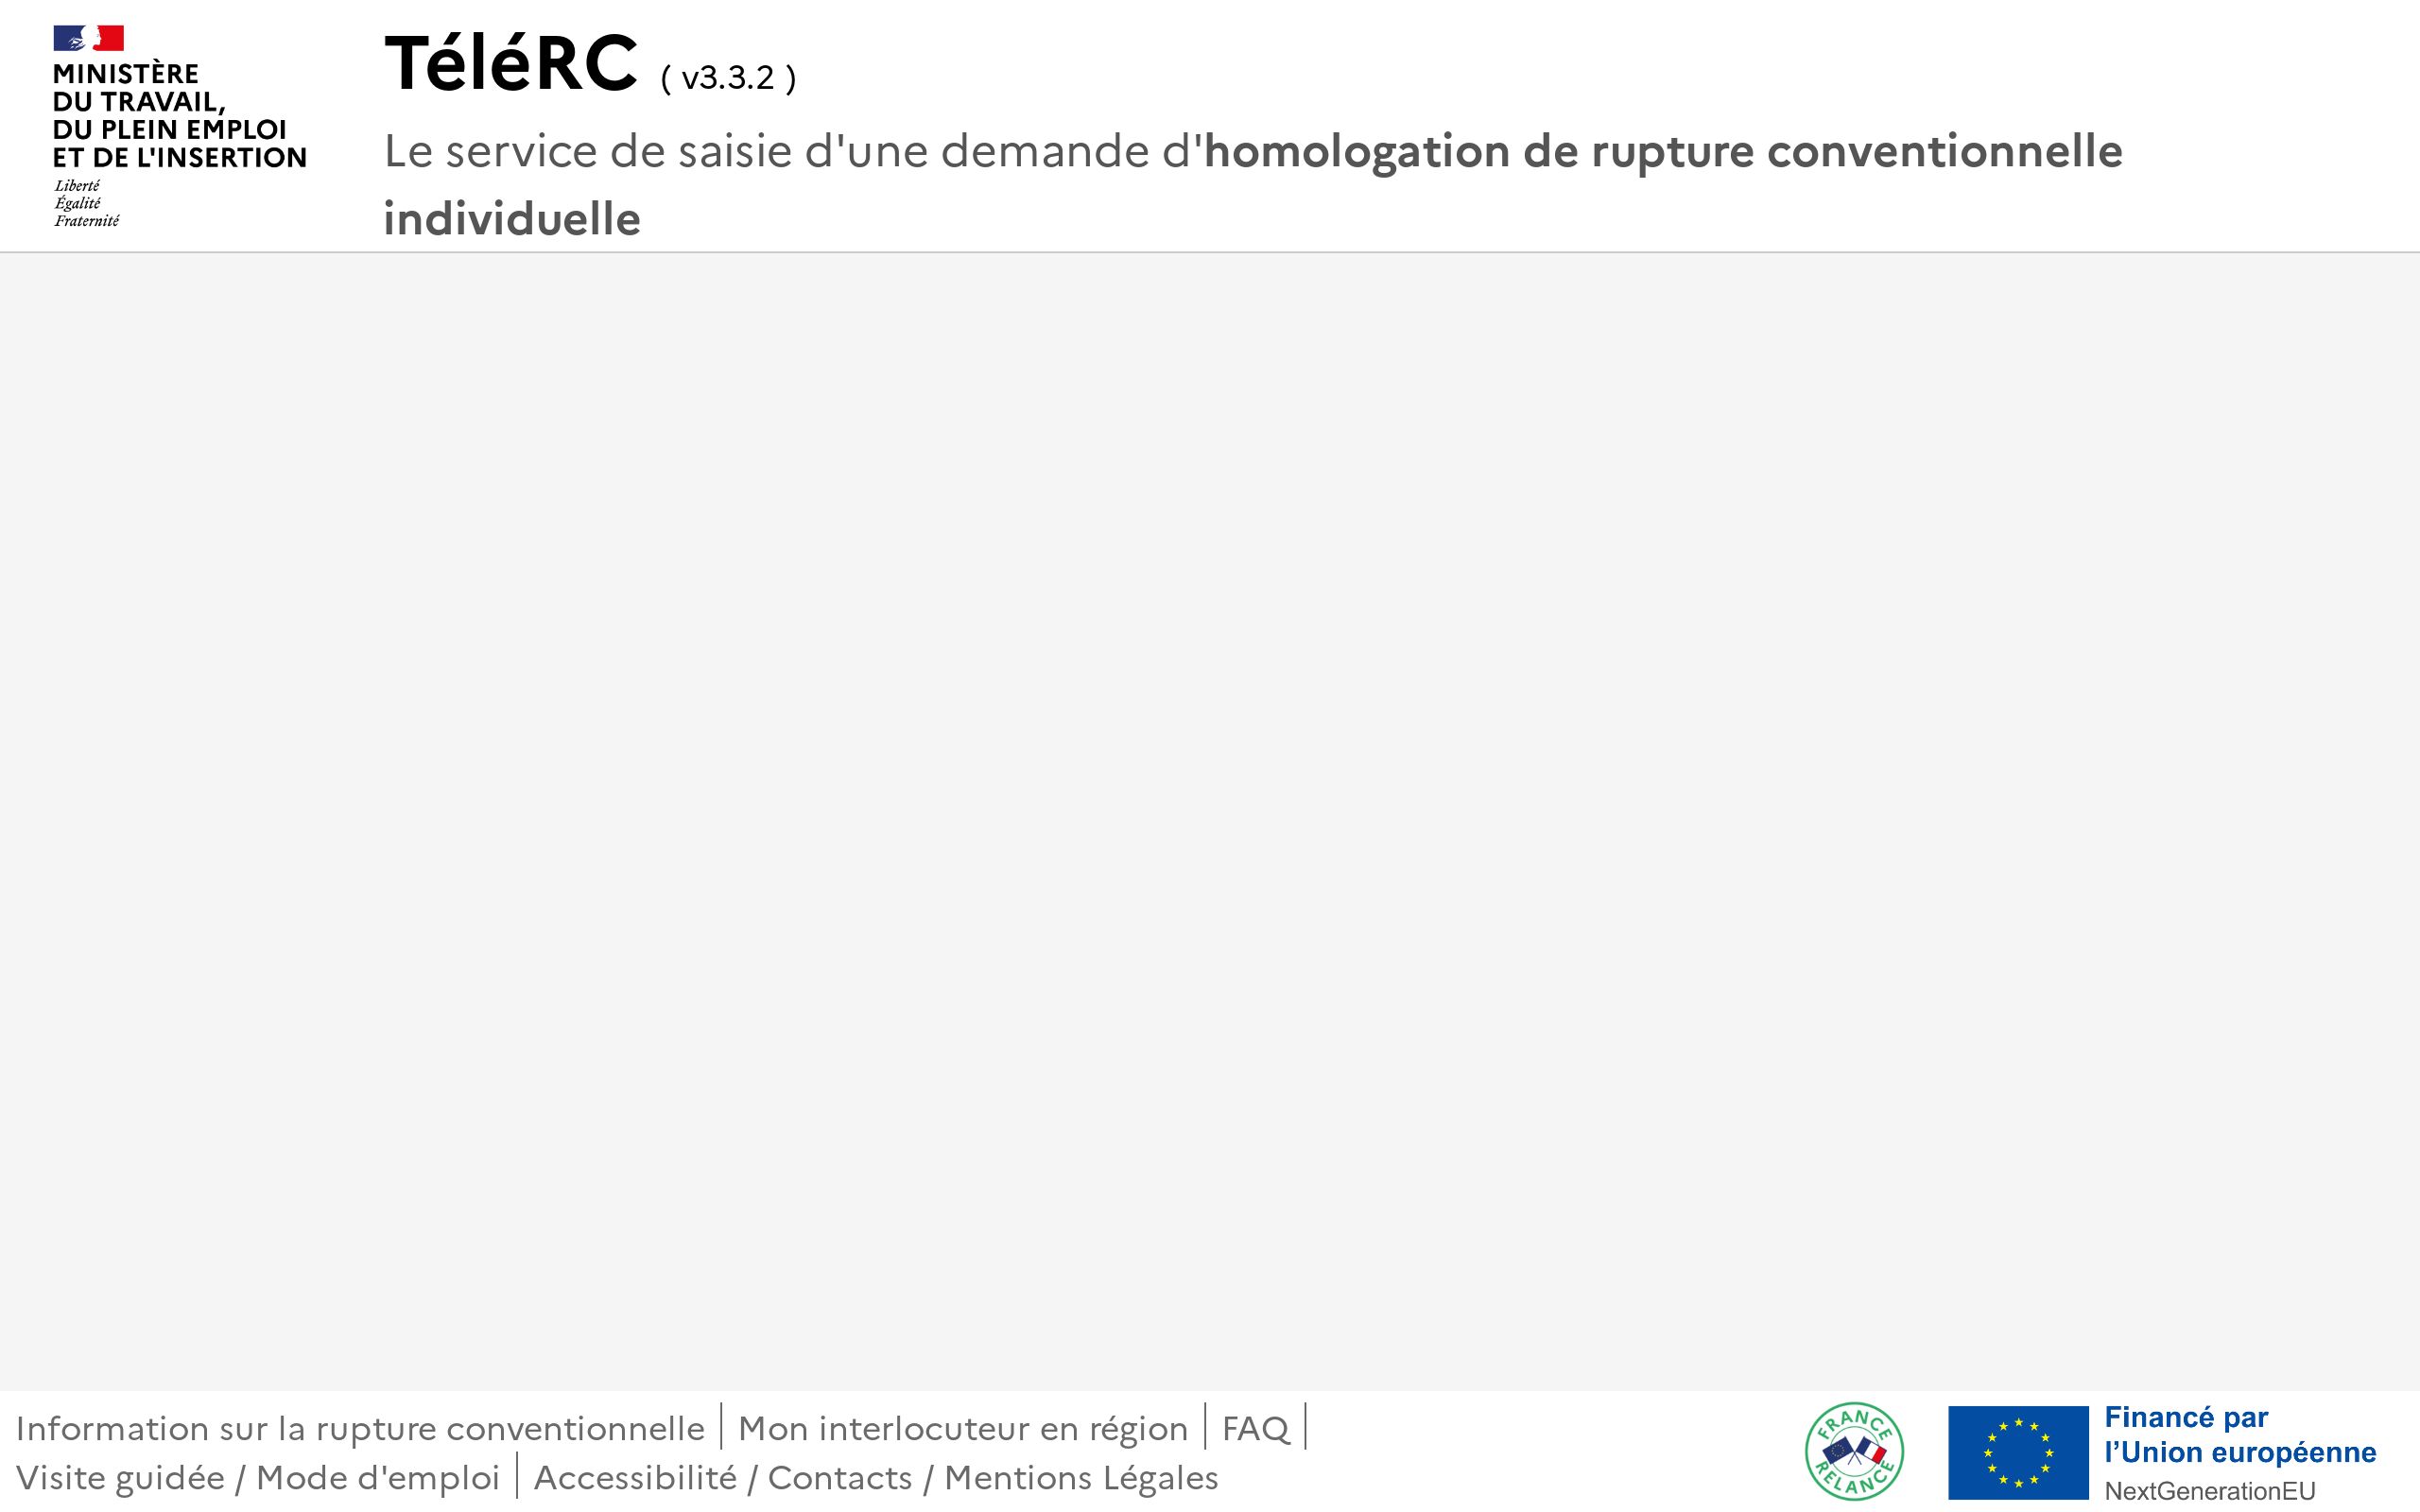 MINISTÈRE
DU TRAVAIL,
DU PLEIN EMPLOI
ET DE L'INSERTION
Liberté
Égalité
Fraternité
TéléRC ( v3.3.2 )
Le service de saisie d'une demande d'homologation de rupture conventionnelle
individuelle
Information sur la rupture conventionnelle | Mon interlocuteur en région | FAQ |
Visite guidée / Mode d'emploi | Accessibilité / Contacts / Mentions Légales
FRANCE
RELANCE
Financé par
l’Union européenne
NextGenerationEU